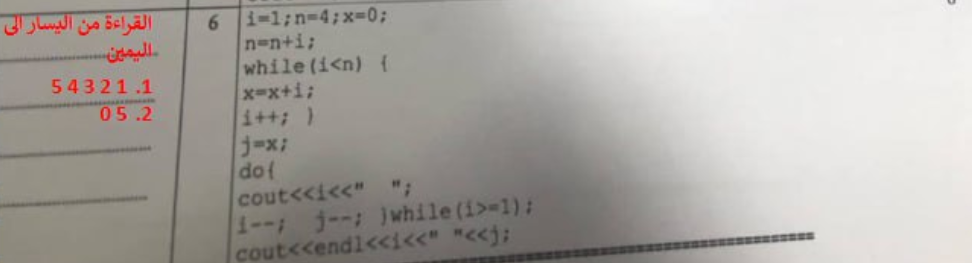 القراءة من اليسار الى
اليمين
1. 5 4 3 2 1
2. 0 5
6
i=1;n=4;x=0;
n=n+i;
while(i<n) {
x=x+i;
i++; }
j=x;
do{
cout<<i<<" ";
i--; j--; }while(i>=1);
cout<<endl<<i<<" "<<j;